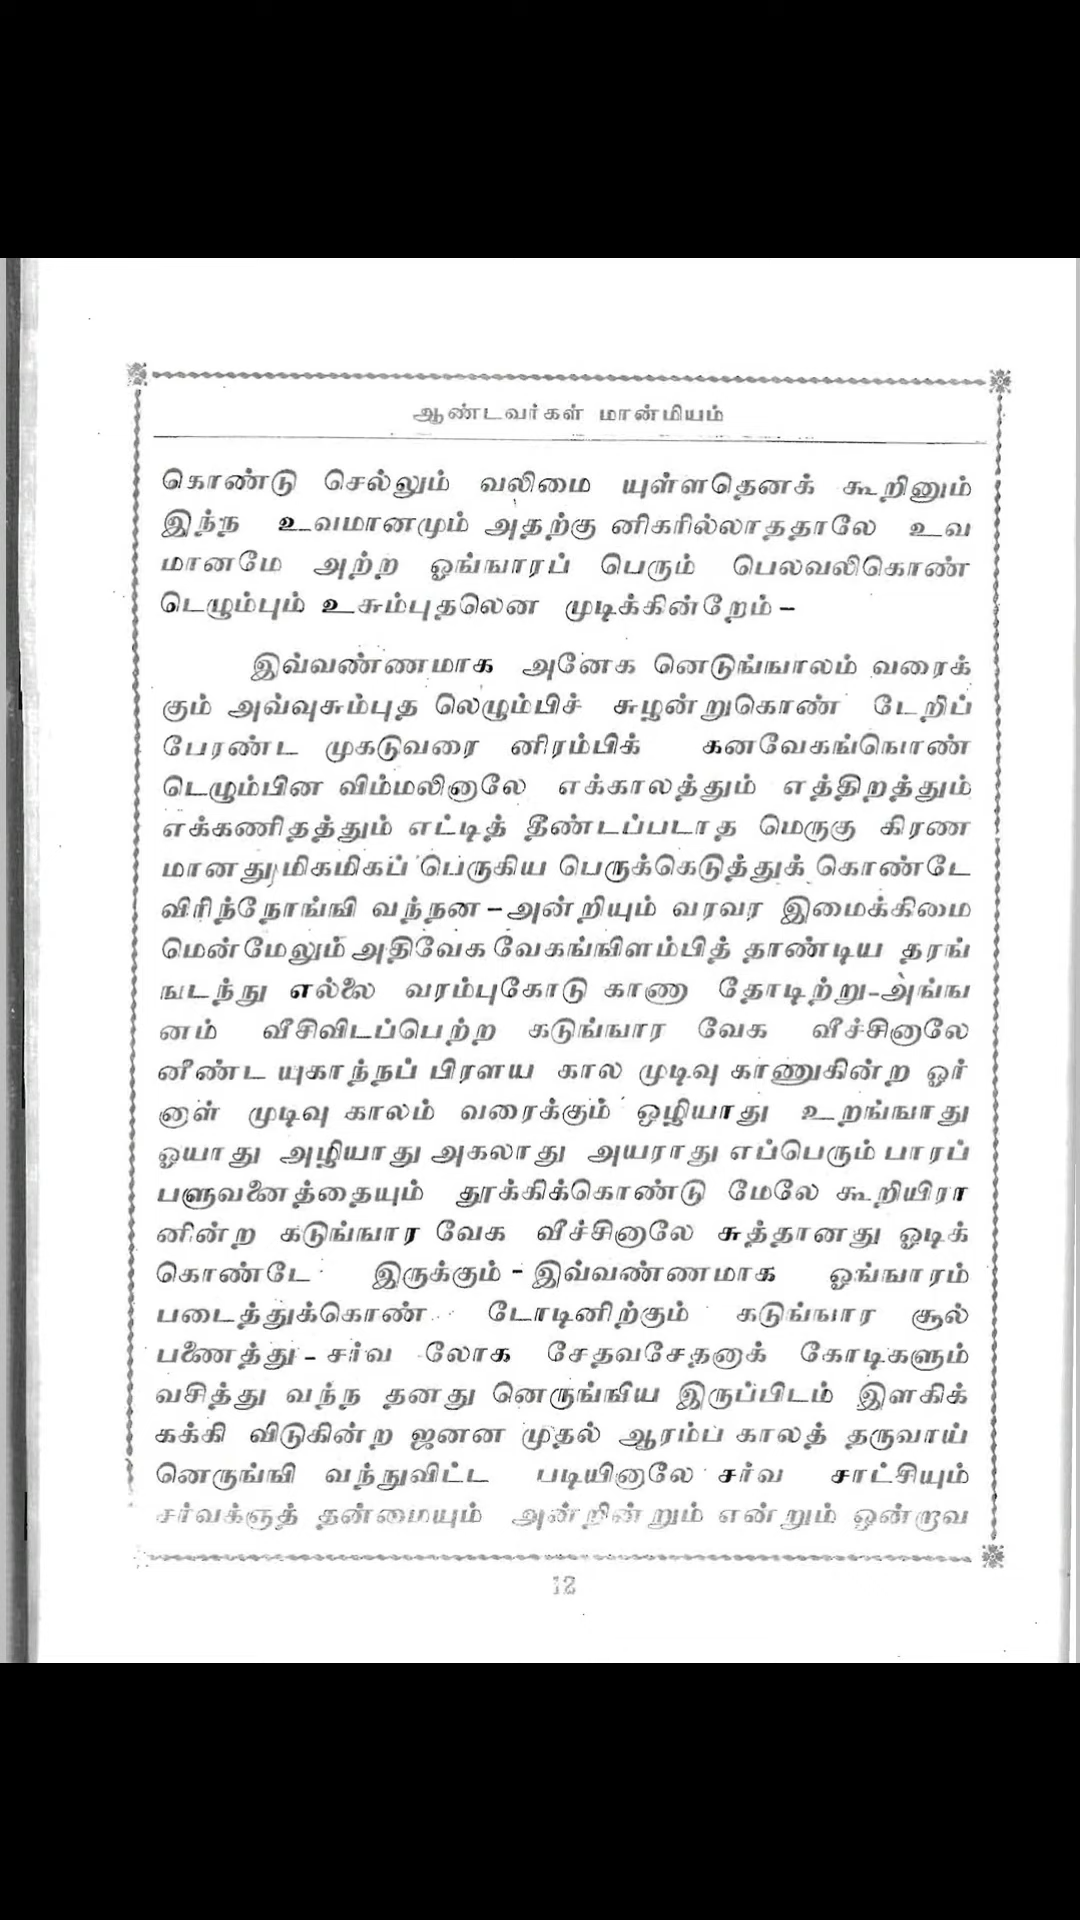 ஆண்டவர்கள் மான்மியம்
கொண்டு செல்லும் வலிமை யுள்ளதெனக் கூறினும்
இந்ந உவமானமும் அதற்கு னிகரில்லாததாலே உவ
மானமே அற்ற ஓங்ஙாரப் பெரும் பெலவலிகொண்
டெழும்பும் உசும்புதலென முடிக்கின்றேம் –
இவ்வண்ணமாக அனேக னெடுங்ஙாலம் வரைக்
கும் அவ்வுசும்புத லெழும்பிச் சுழன்றுகொண் டேறிப்
பேரண்ட முகடுவரை னிரம்பிக் கனவேகங்ஙொண்
டெழும்பின விம்மலினாலே எக்காலத்தும் எத்திறத்தும்
எக்கணிதத்தும் எட்டித் தீண்டப்படாத மெருகு கிரண
மானது மிகமிகப் பெருகிய பெருக்கெடுத்துக் கொண்டே
விரிந்நோங்ஙி வந்நன – அன்றியும் வரவர இமைக்கிமை
மென்மேலும் அதிவேக வேகங்ஙிளம்பித் தாண்டிய தரங்
ஙடந்து எல்லை வரம்புகோடு காணா தோடிற்று - அங்ங
னம் வீசிவிடப்பெற்ற கடுங்ஙார வேக வீச்சினாலே
னீண்ட யுகாந்நப் பிரளய கால முடிவு காணுகின்ற ஓர்
னாள் முடிவு காலம் வரைக்கும் ஒழியாது உறங்ஙாது
ஓயாது அழியாது அகலாது அயராது எப்பெரும் பாரப்
பளுவனைத்தையும் தூக்கிக்கொண்டு மேலே கூறியிரா
னின்ற கடுங்ஙார வேக வீச்சினாலே சுத்தானது ஓடிக்
கொண்டே இருக்கும் - இவ்வண்ணமாக ஓங்ஙாரம்
படைத்துக்கொண் டோடினிற்கும் கடுங்ஙார சூல்
பணைத்து – சர்வ லோக சேதவசேதனாக் கோடிகளும்
வசித்து வந்ந தனது னெருங்ஙிய இருப்பிடம் இளகிக்
கக்கி விடுகின்ற ஜனன முதல் ஆரம்ப காலத் தருவாய்
னெருங்ஙி வந்நுவிட்ட படியினாலே சர்வ சாட்சியும்
சர்வக்ஞத் தன்மையும் அன்றின்றும் என்றும் ஒன்றாவ
12